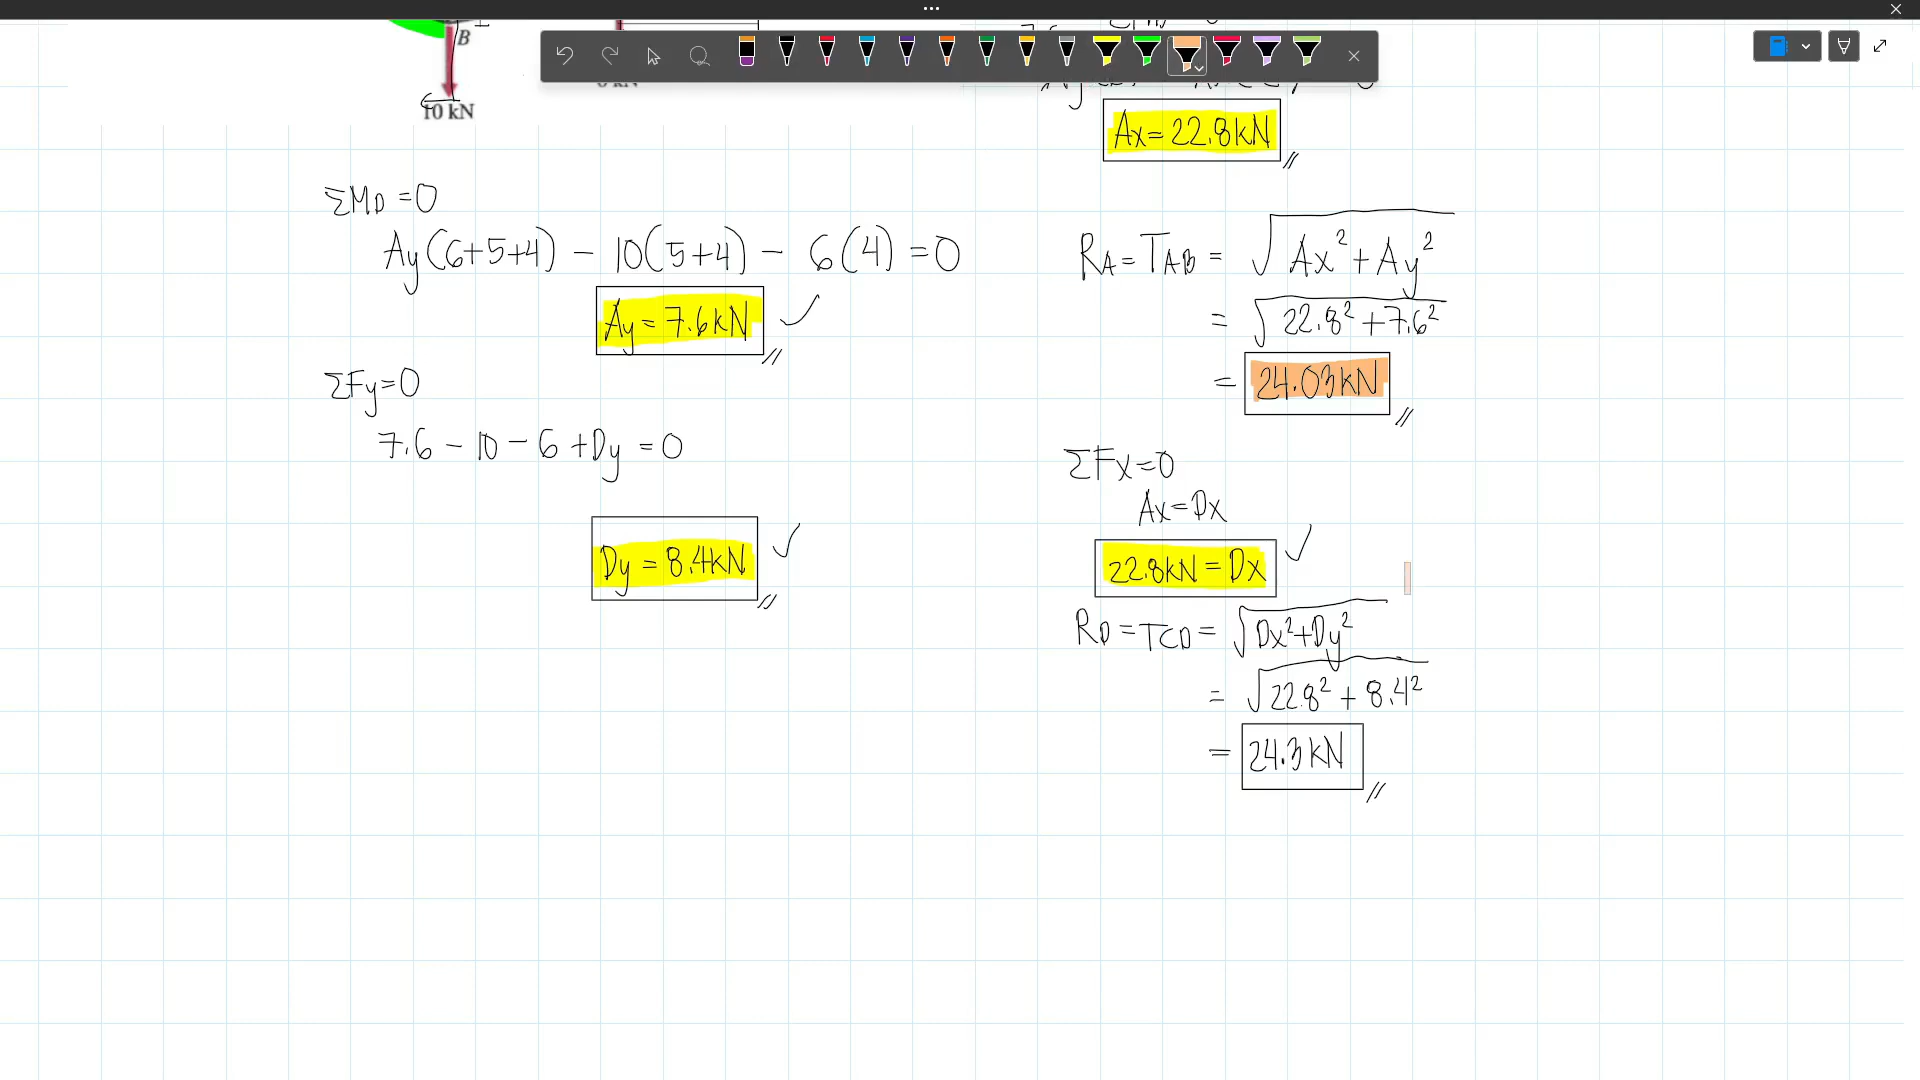 B
10 kN
ΣMD = 0
Ay(6+5+4) - 10(5+4) - 6(4) = 0
Ay = 7.6kN
ΣFy = 0
7.6 - 10 - 6 + Dy = 0
Dy = 8.4kN
Ax = 22.8kN
RA = TAB = √Ax² + Ay²
= √22.8² + 7.6²
= 24.03kN
ΣFx = 0
Ax = Dx
22.8kN = Dx
RD = TCD = √Dx² + Dy²
= √22.8² + 8.4²
= 24.3kN